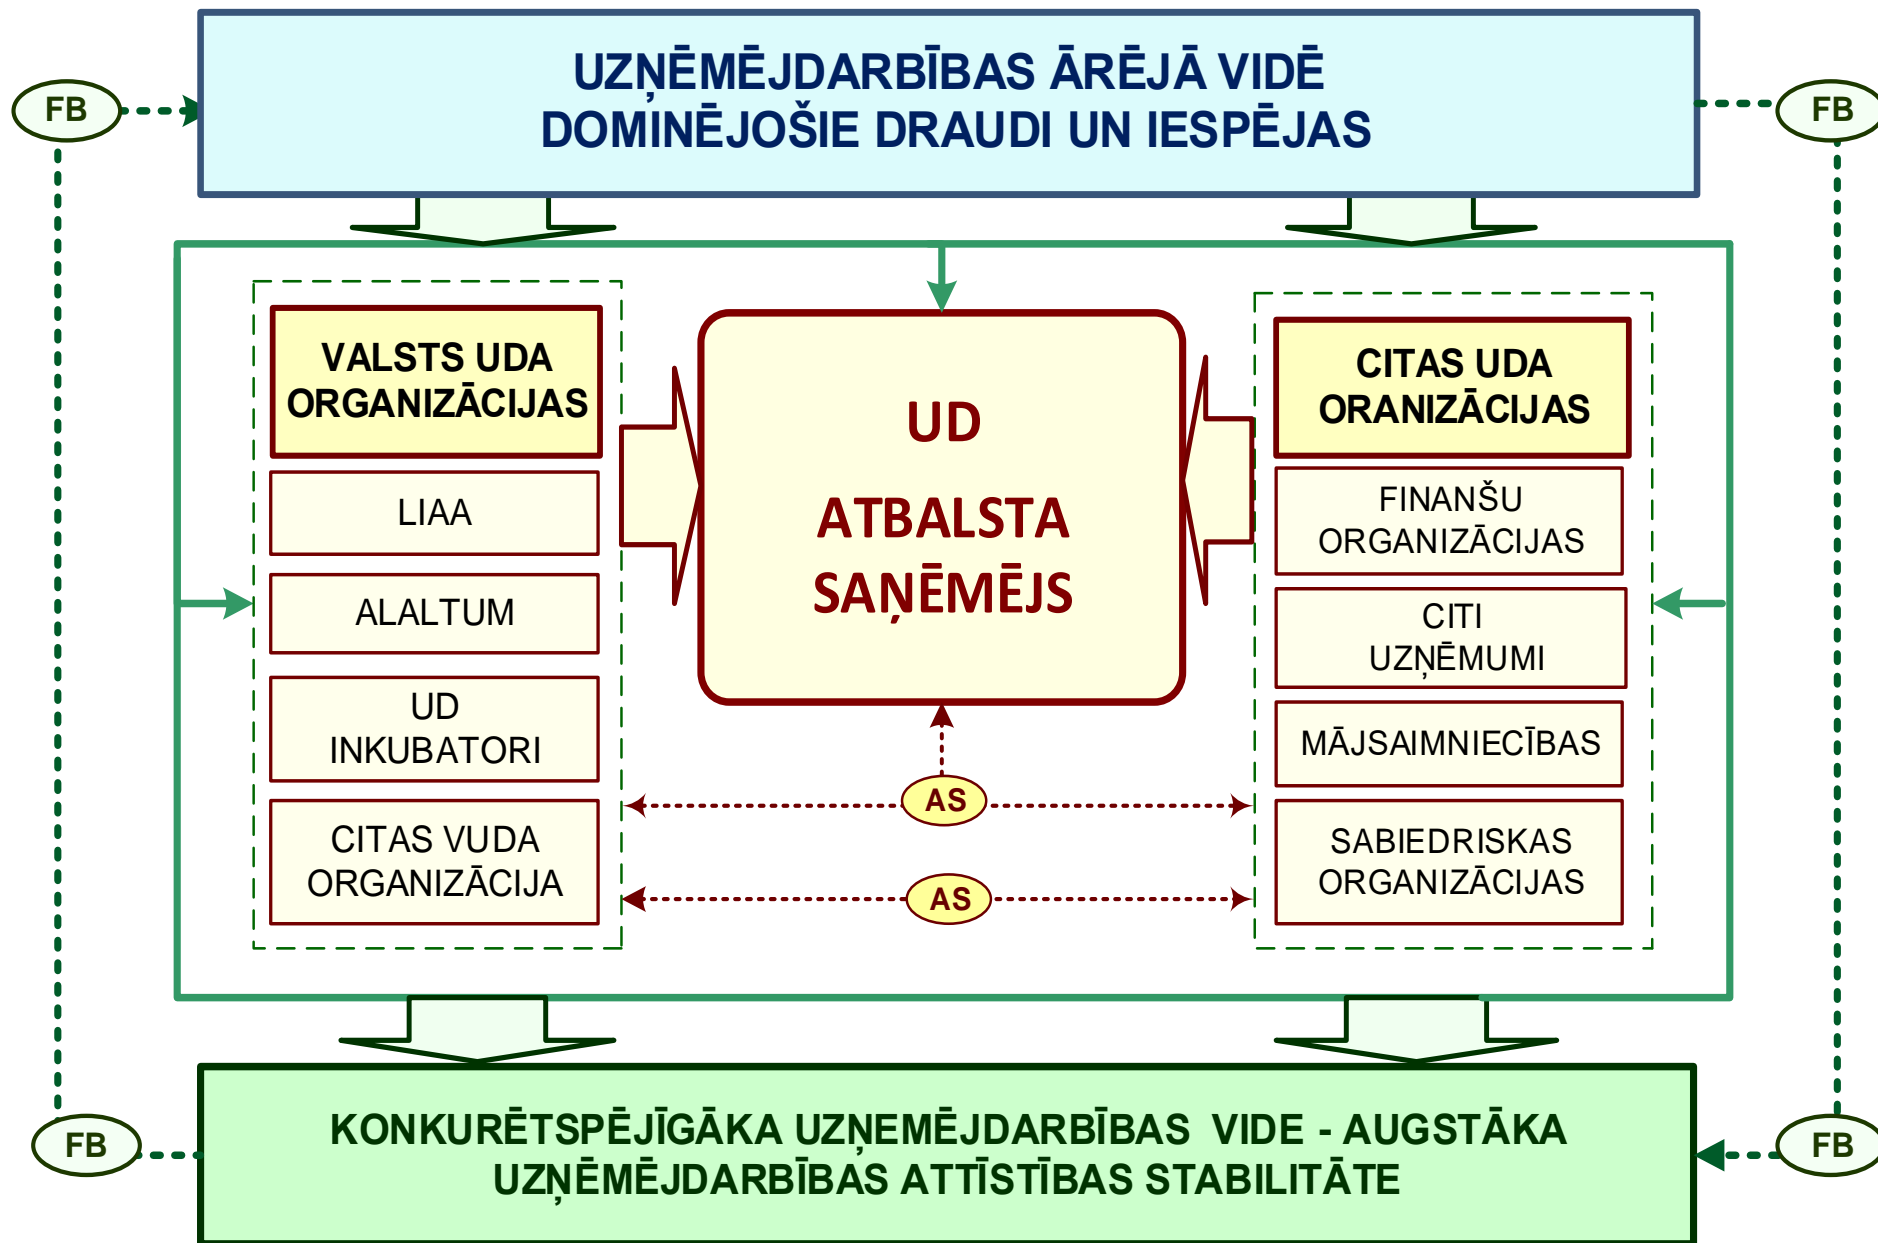 UZŅĒMĒJDARBĪBAS ĀRĒJĀ VIDĒ
DOMINĒJOŠIE DRAUDI UN IESPĒJAS
FB
FB
VALSTS UDA
ORGANIZĀCIJAS
LIAA
ALALTUM
UD
INKUBATORI
CITAS VUDA
ORGANIZĀCIJA
UD
ATBALSTA
SAŅĒMĒJS
AS
AS
CITAS UDA
ORANIZĀCIJAS
FINANŠU
ORGANIZĀCIJAS
CITI
UZŅĒMUMI
MĀJSAIMNIECĪBAS
SABIEDRISKAS
ORGANIZĀCIJAS
FB
FB
KONKURĒTSPĒJĪGĀKA UZŅEMĒJDARBĪBAS  VIDE - AUGSTĀKA
UZŅĒMĒJDARBĪBAS ATTĪSTĪBAS STABILITĀTE